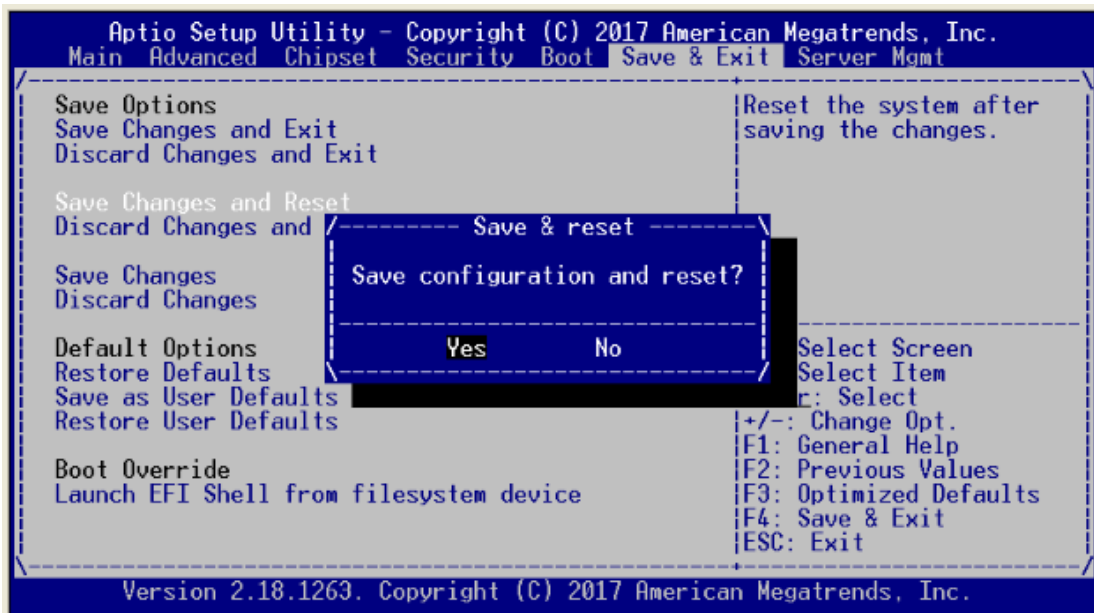 Aptio Setup Utility - Copyright (C) 2017 American Megatrends, Inc.
Main Advanced Chipset Security Boot Save & Exit Server Mgmt
Save Options
Save Changes and Exit
Discard Changes and Exit
Save Changes and Reset
Discard Changes and
Save Changes
Discard Changes
Default Options
Restore Defaults
Save as User Defaults
Restore User Defaults
Boot Override
Launch EFI Shell from filesystem device
Save & reset
Save configuration and reset?
Yes No
Reset the system after
saving the changes.
Select Screen
Select Item
r: Select
+/-: Change Opt.
F1: General Help
F2: Previous Values
F3: Optimized Defaults
F4: Save & Exit
ESC: Exit
Version 2.18.1263. Copyright (C) 2017 American Megatrends, Inc.